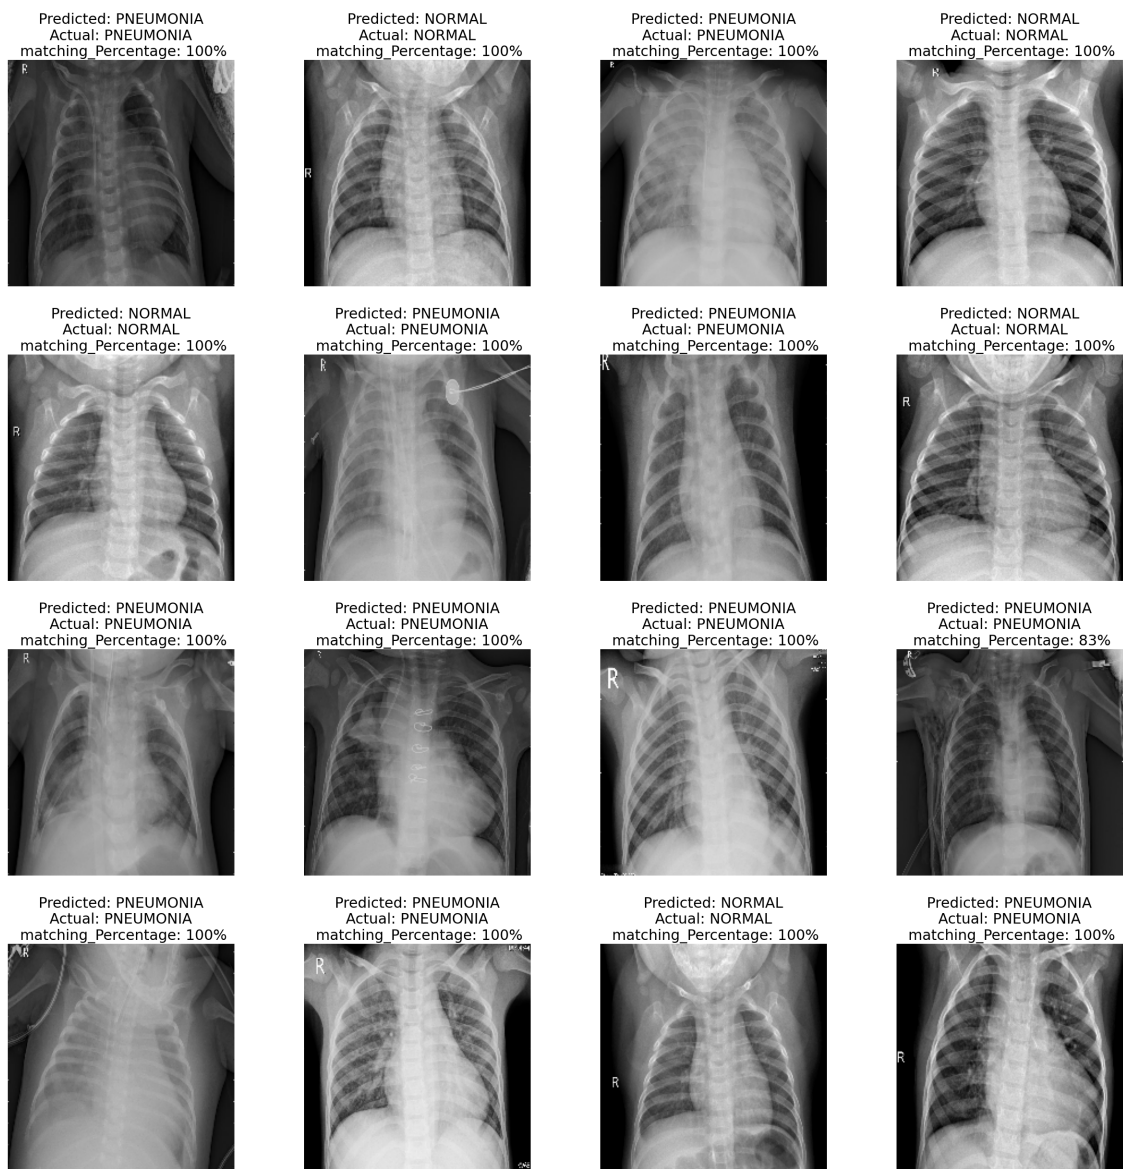 Predicted: PNEUMONIA
Actual: PNEUMONIA
matching_Percentage: 100%
R
Predicted: NORMAL
Actual: NORMAL
matching_Percentage: 100%
R
Predicted: PNEUMONIA
Actual: PNEUMONIA
matching_Percentage: 100%
R
Predicted: NORMAL
Actual: NORMAL
matching_Percentage: 100%
R
Predicted: NORMAL
Actual: NORMAL
matching_Percentage: 100%
R
Predicted: PNEUMONIA
Actual: PNEUMONIA
matching_Percentage: 100%
R
Predicted: PNEUMONIA
Actual: PNEUMONIA
matching_Percentage: 100%
R
Predicted: NORMAL
Actual: NORMAL
matching_Percentage: 100%
R
Predicted: PNEUMONIA
Actual: PNEUMONIA
matching_Percentage: 100%
R
Predicted: PNEUMONIA
Actual: PNEUMONIA
matching_Percentage: 100%
R
Predicted: PNEUMONIA
Actual: PNEUMONIA
matching_Percentage: 100%
R
Predicted: PNEUMONIA
Actual: PNEUMONIA
matching_Percentage: 83%
R
Predicted: PNEUMONIA
Actual: PNEUMONIA
matching_Percentage: 100%
R
Predicted: PNEUMONIA
Actual: PNEUMONIA
matching_Percentage: 100%
R
Predicted: NORMAL
Actual: NORMAL
matching_Percentage: 100%
R
Predicted: PNEUMONIA
Actual: PNEUMONIA
matching_Percentage: 100%
R